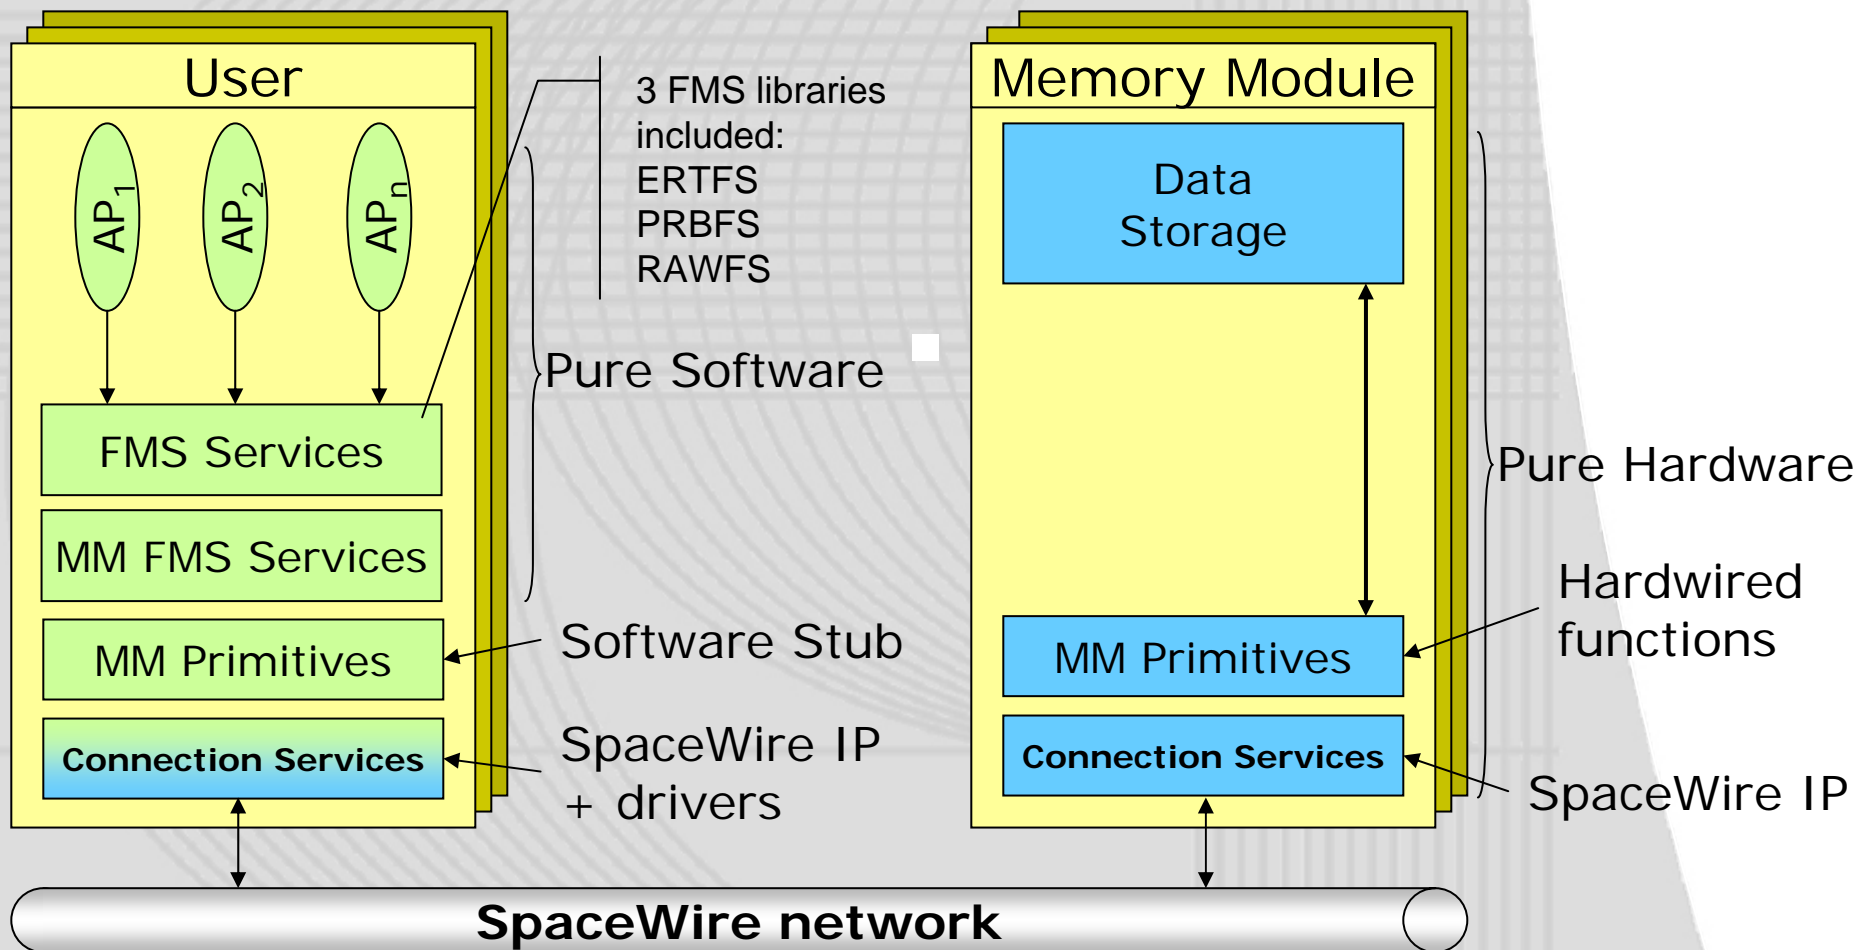 User
AP1
AP2
APn
FMS Services
MM FMS Services
MM Primitives
Connection Services
3 FMS libraries
included:
ERTFS
PRBFS
RAWFS
Pure Software
Software Stub
SpaceWire IP
+ drivers
Memory Module
Data
Storage
MM Primitives
Connection Services
Pure Hardware
Hardwired
functions
SpaceWire IP
SpaceWire network